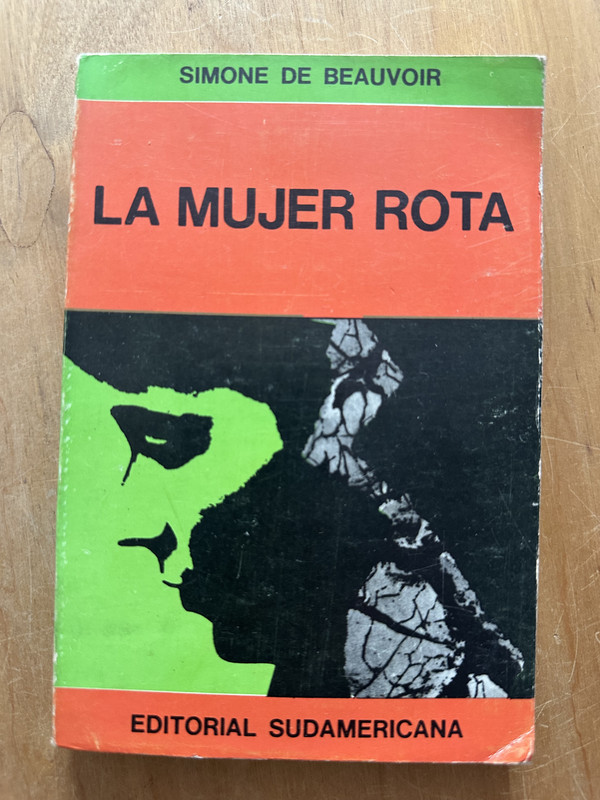 SIMONE DE BEAUVOIR
LA MUJER ROTA
EDITORIAL SUDAMERICANA